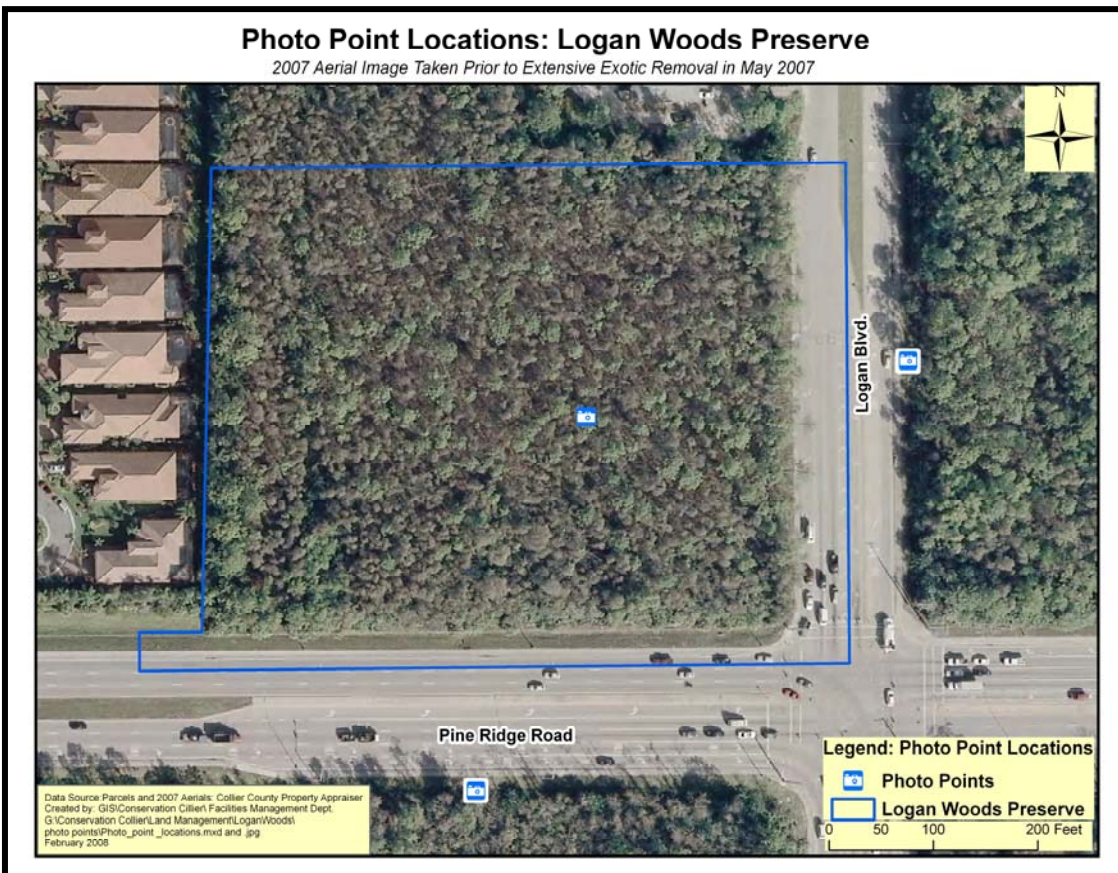 Photo Point Locations: Logan Woods Preserve
2007 Aerial Image Taken Prior to Extensive Exotic Removal in May 2007
N
Logan Blvd.
Pine Ridge Road
Legend: Photo Point Locations
Photo Points
Logan Woods Preserve
0 50 100 200 Feet
Data Source:Parcels and 2007 Aerials: Collier County Property Appraiser
Created by: GIS\Conservation Cillier\ Facilities Management Dept.
G:\Conservation Collier\Land Management\LoganWoods\
photo points\Photo_point _locations.mxd and .jpg
February 2008